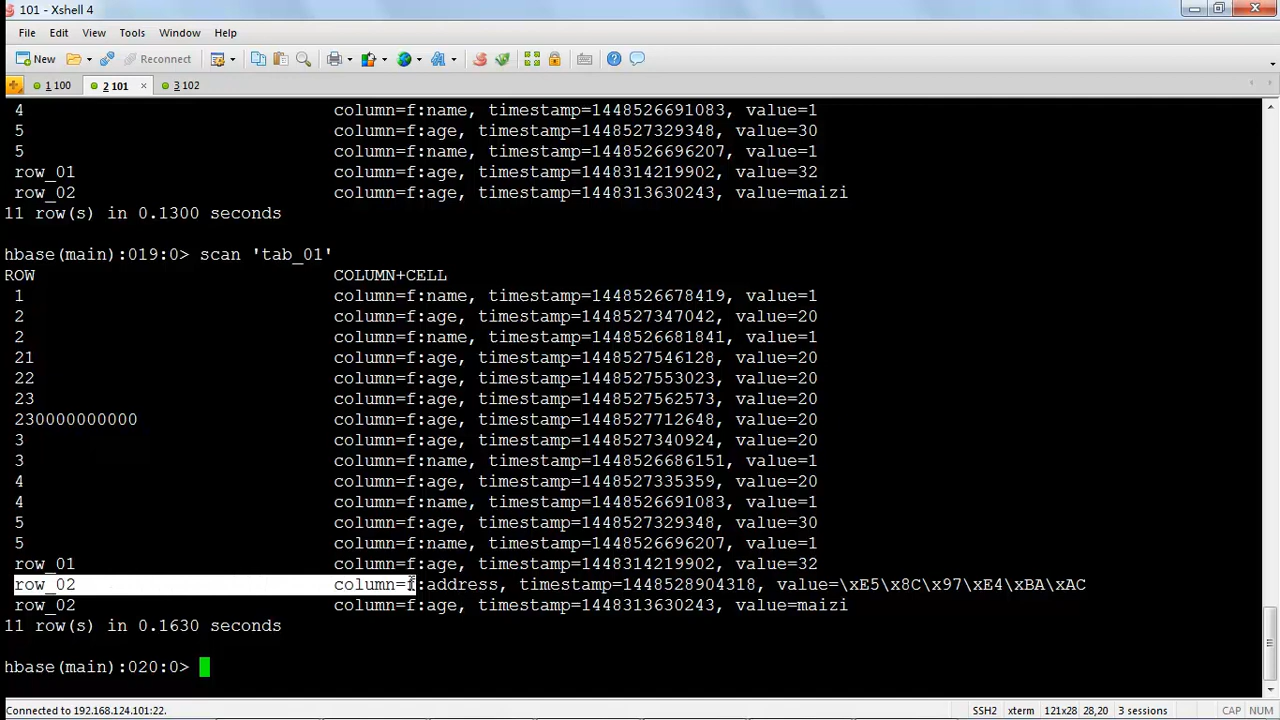 101 - Xshell 4
File Edit View Tools Window Help
New Reconnect
1 100 2 101 3 102
4 column=f:name, timestamp=1448526691083, value=1
5 column=f:age, timestamp=1448527329348, value=30
5 column=f:name, timestamp=1448526696207, value=1
row_01 column=f:age, timestamp=1448314219902, value=32
row_02 column=f:age, timestamp=1448313630243, value=maizi
11 row(s) in 0.1300 seconds
hbase(main):019:0> scan 'tab_01'
ROW COLUMN+CELL
1 column=f:name, timestamp=1448526678419, value=1
2 column=f:age, timestamp=1448527347042, value=20
2 column=f:name, timestamp=1448526681841, value=1
21 column=f:age, timestamp=1448527546128, value=20
22 column=f:age, timestamp=1448527553023, value=20
23 column=f:age, timestamp=1448527562573, value=20
230000000000 column=f:age, timestamp=1448527712648, value=20
3 column=f:age, timestamp=1448527340924, value=20
3 column=f:name, timestamp=1448526686151, value=1
4 column=f:age, timestamp=1448527335359, value=20
4 column=f:name, timestamp=1448526691083, value=1
5 column=f:age, timestamp=1448527329348, value=30
5 column=f:name, timestamp=1448526696207, value=1
row_01 column=f:age, timestamp=1448314219902, value=32
row_02 column=f:address, timestamp=1448528904318, value=\xE5\x8C\x97\xE4\xBA\xAC
row_02 column=f:age, timestamp=1448313630243, value=maizi
11 row(s) in 0.1630 seconds
hbase(main):020:0>
Connected to 192.168.124.101:22. SSH2 xterm 121x28 28,20 3 sessions CAP NUM